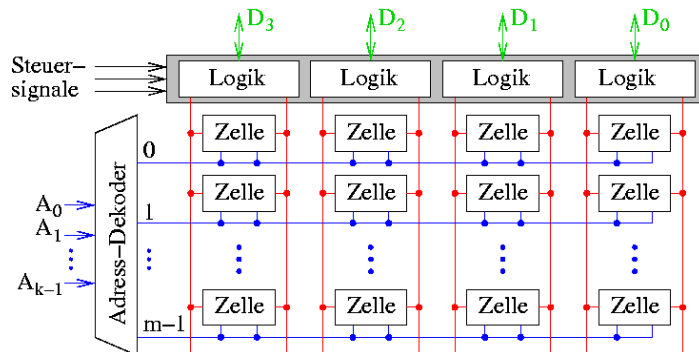 D3 D2 D1 D0
Steuer–
signale
Logik Logik Logik Logik
Adress–Dekoder
0
Zelle Zelle Zelle Zelle
A0
1
Zelle Zelle Zelle Zelle
A1
Ak–1
m–1
Zelle Zelle Zelle Zelle